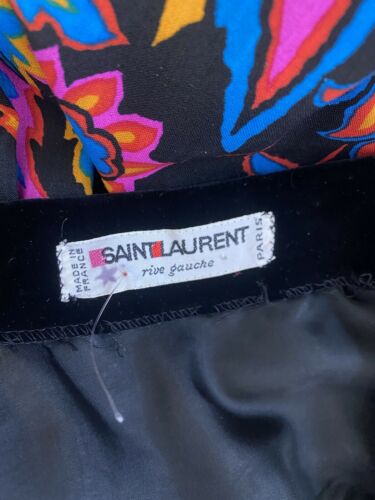 MADE IN
FRANCE
SAINT LAURENT
rive gauche
PARIS